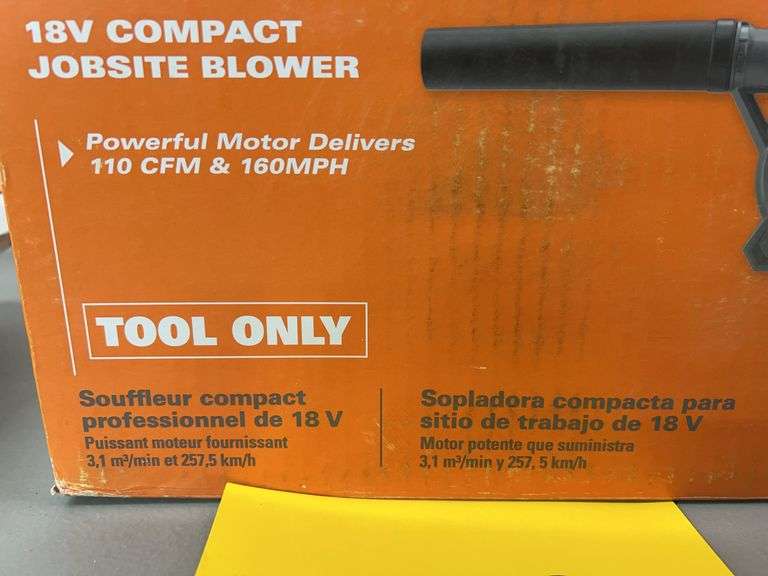 18V COMPACT
JOBSITE BLOWER
Powerful Motor Delivers
110 CFM & 160MPH
TOOL ONLY
Souffleur compact
professionnel de 18 V
Puissant moteur fournissant
3,1 m³/min et 257,5 km/h
Sopladora compacta para
sitio de trabajo de 18 V
Motor potente que suministra
3,1 m³/min y 257, 5 km/h